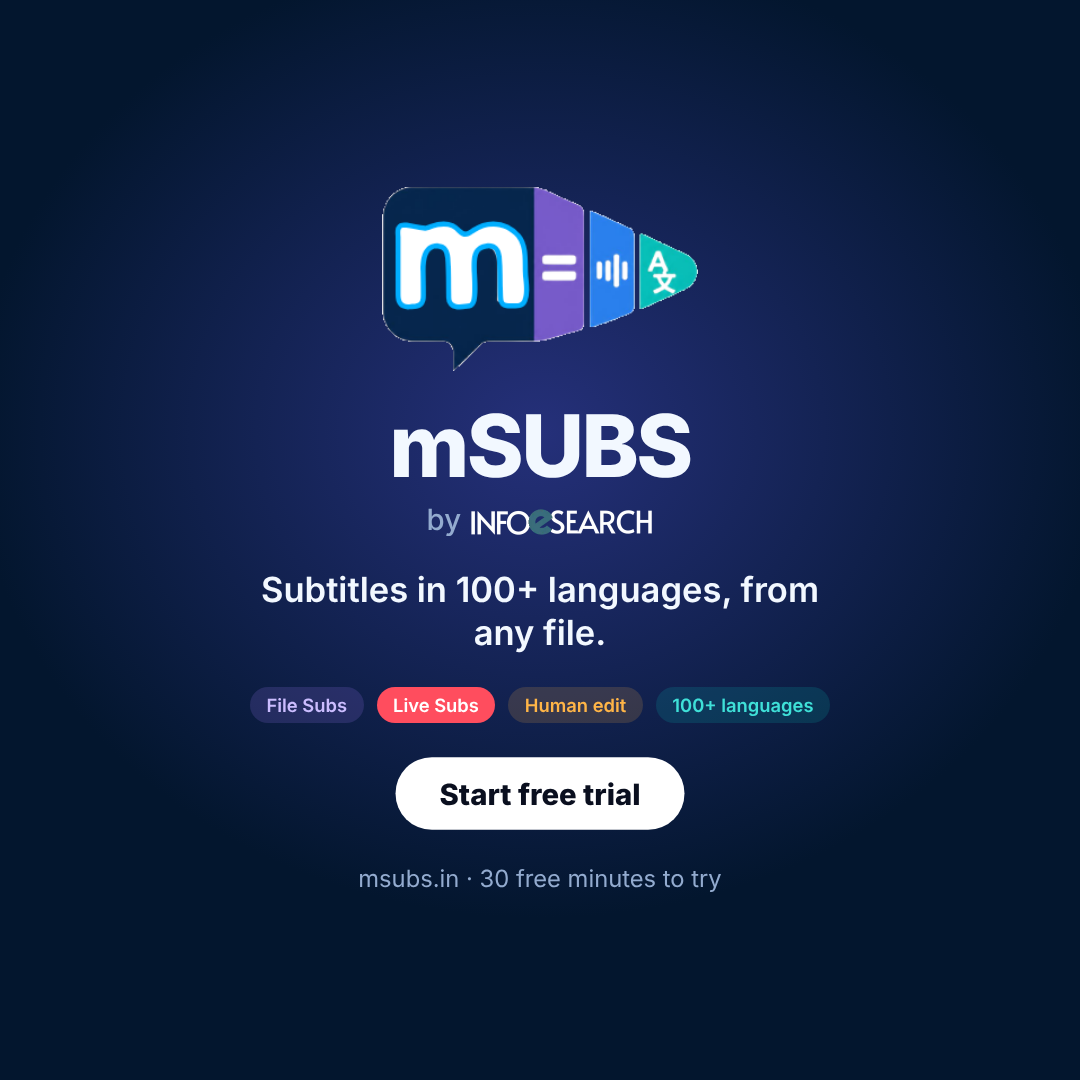 m
A
文
mSUBS
by INFOeSEARCH
Subtitles in 100+ languages, from
any file.
File Subs Live Subs Human edit 100+ languages
Start free trial
msubs.in · 30 free minutes to try